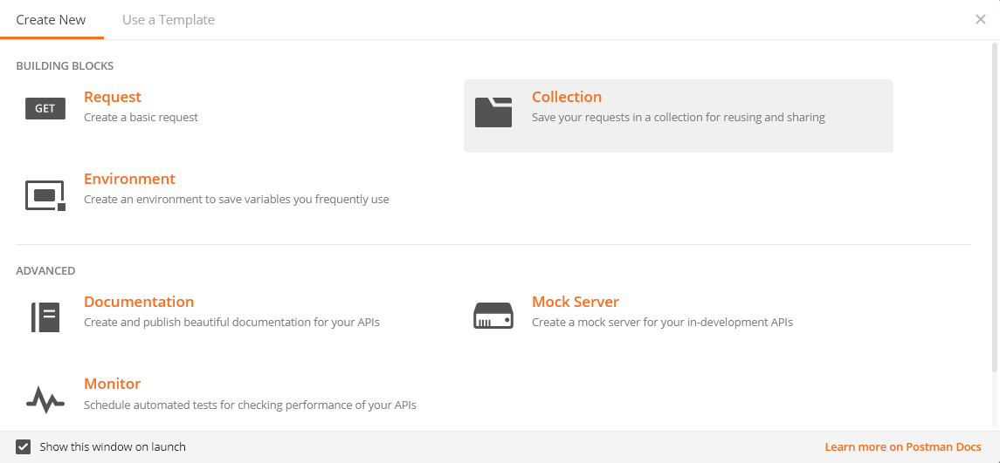 Create New
Use a Template
BUILDING BLOCKS
GET
Request
Create a basic request
Collection
Save your requests in a collection for reusing and sharing
Environment
Create an environment to save variables you frequently use
ADVANCED
Documentation
Create and publish beautiful documentation for your APIs
Mock Server
Create a mock server for your in-development APIs
Monitor
Schedule automated tests for checking performance of your APIs
Show this window on launch
Learn more on Postman Docs